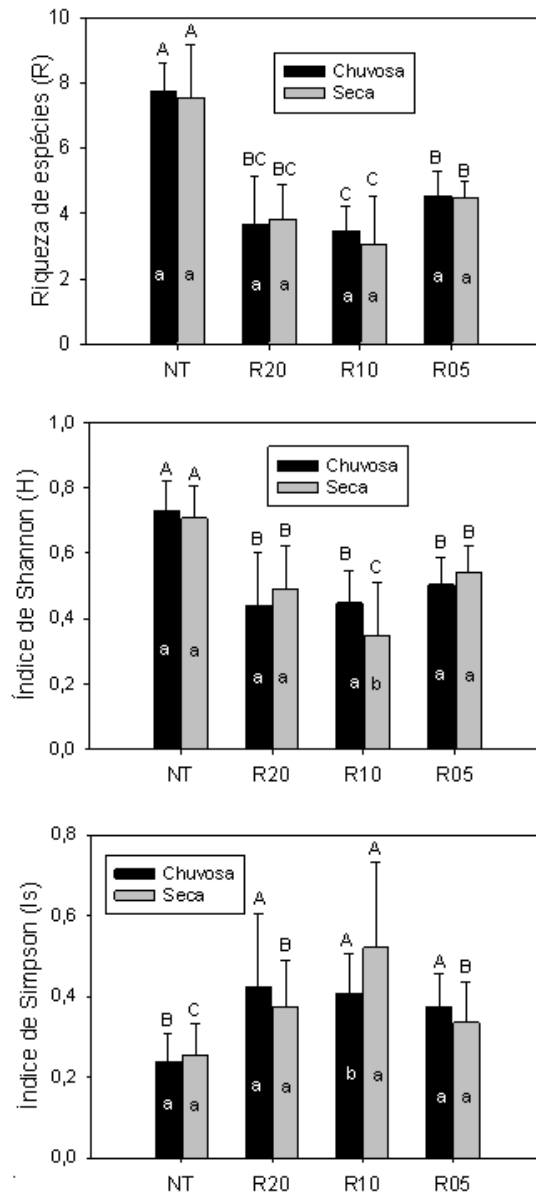 Riqueza de espécies (R)
10
8
6
4
2
0
Chuvosa
Seca
A A
BC BC
C C
B B
a a a a a a a a
NT R20 R10 R05
Índice de Shannon (H)
1,0
0,8
0,6
0,4
0,2
0,0
Chuvosa
Seca
A A
B B
B C
B B
a a a a a b a a
NT R20 R10 R05
Índice de Simpson (Is)
0,8
0,6
0,4
0,2
0,0
Chuvosa
Seca
B C
A B
A A
A B
a a a a b a a a
NT R20 R10 R05